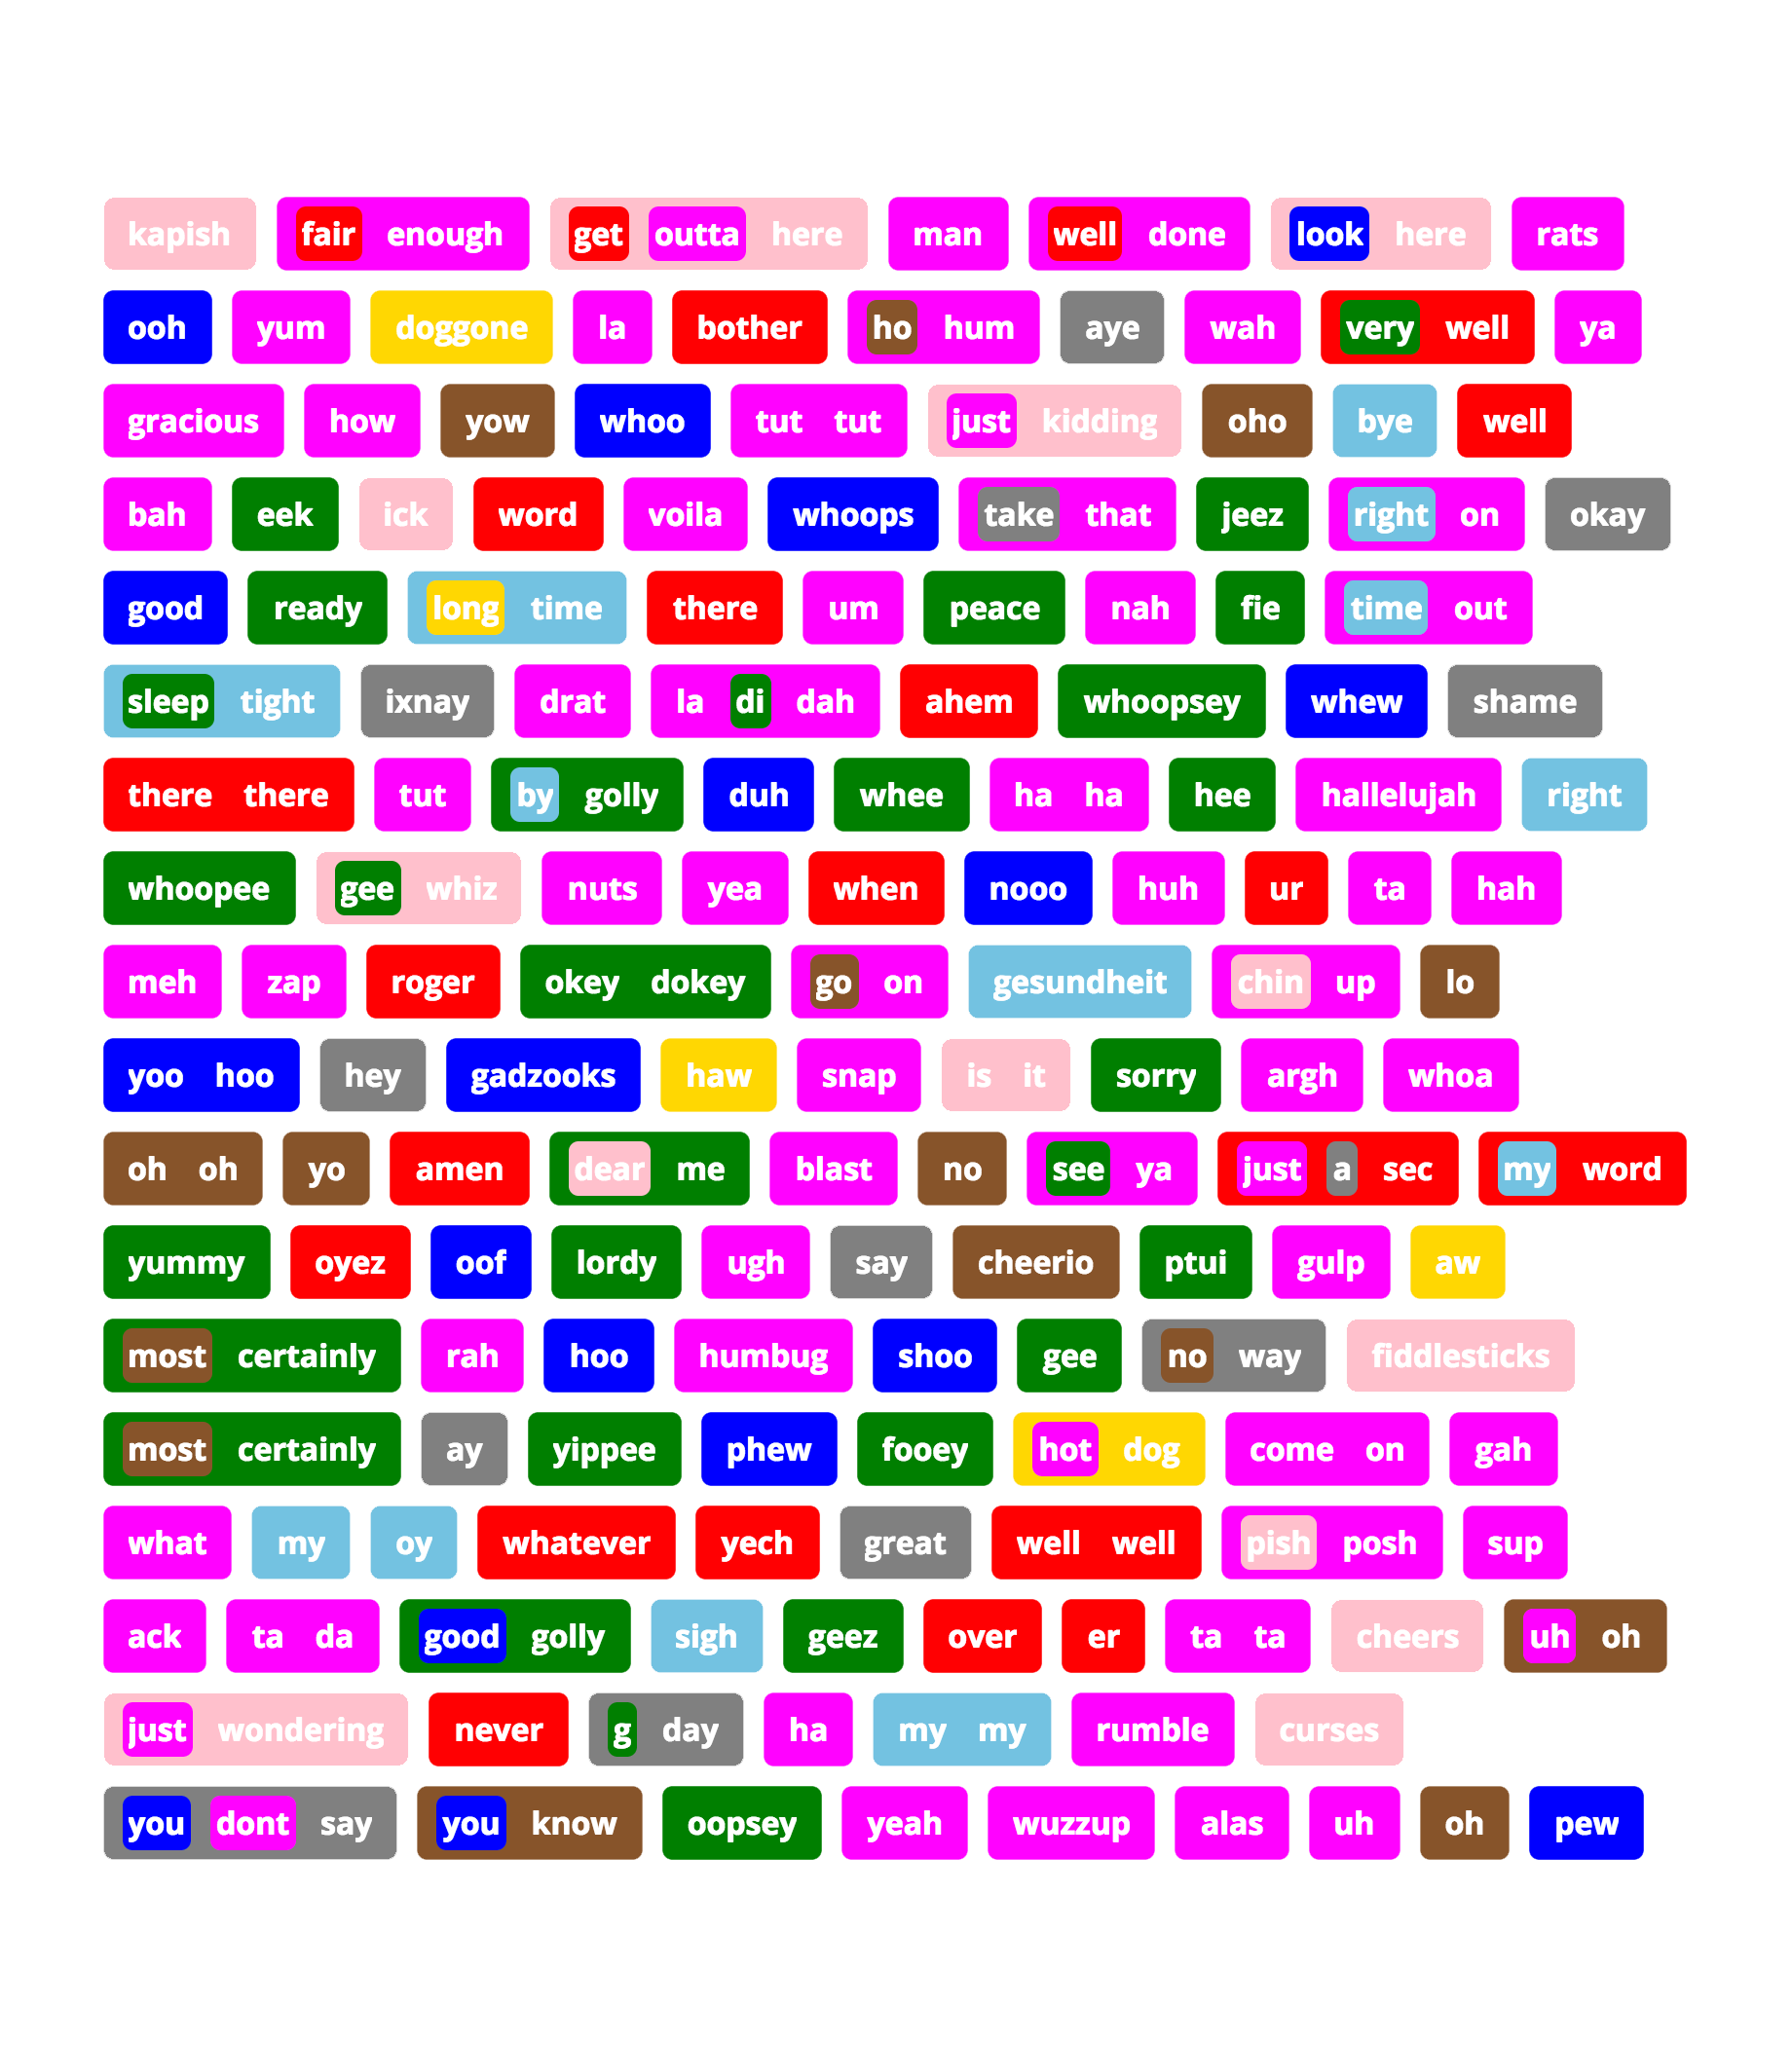 kapish fair enough get outta here man well done look here rats
ooh yum doggone la bother ho hum aye wah very well ya
gracious how yow whoo tut tut just kidding oho bye well
bah eek ick word voila whoops take that jeez right on okay
good ready long time there um peace nah fie time out
sleep tight ixnay drat la di dah ahem whoopsey whew shame
there there tut by golly duh whee ha ha hee hallelujah right
whoopee gee whiz nuts yea when nooo huh ur ta hah
meh zap roger okey dokey go on gesundheit chin up lo
yoo hoo hey gadzooks haw snap is it sorry argh whoa
oh oh yo amen dear me blast no see ya just a sec my word
yummy oyez oof lordy ugh say cheerio ptui gulp aw
most certainly rah hoo humbug shoo gee no way fiddlesticks
most certainly ay yippee phew fooey hot dog come on gah
what my oy whatever yech great well well pish posh sup
ack ta da good golly sigh geez over er ta ta cheers uh oh
just wondering never g day ha my my rumble curses
you dont say you know oopsey yeah wuzzup alas uh oh pew